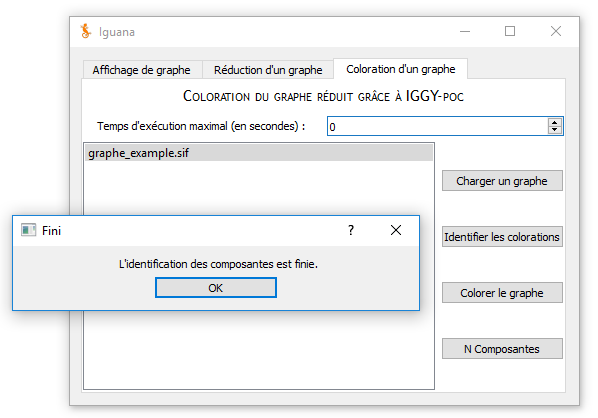 Iguana
Affichage de graphe
Réduction d'un graphe
Coloration d'un graphe
Coloration du graphe réduit grâce à IGGY-poc
Temps d'exécution maximal (en secondes) :
0
graphe_example.sif
Charger un graphe
Identifier les colorations
Colorer le graphe
N Composantes
Fini
?
L'identification des composantes est finie.
OK